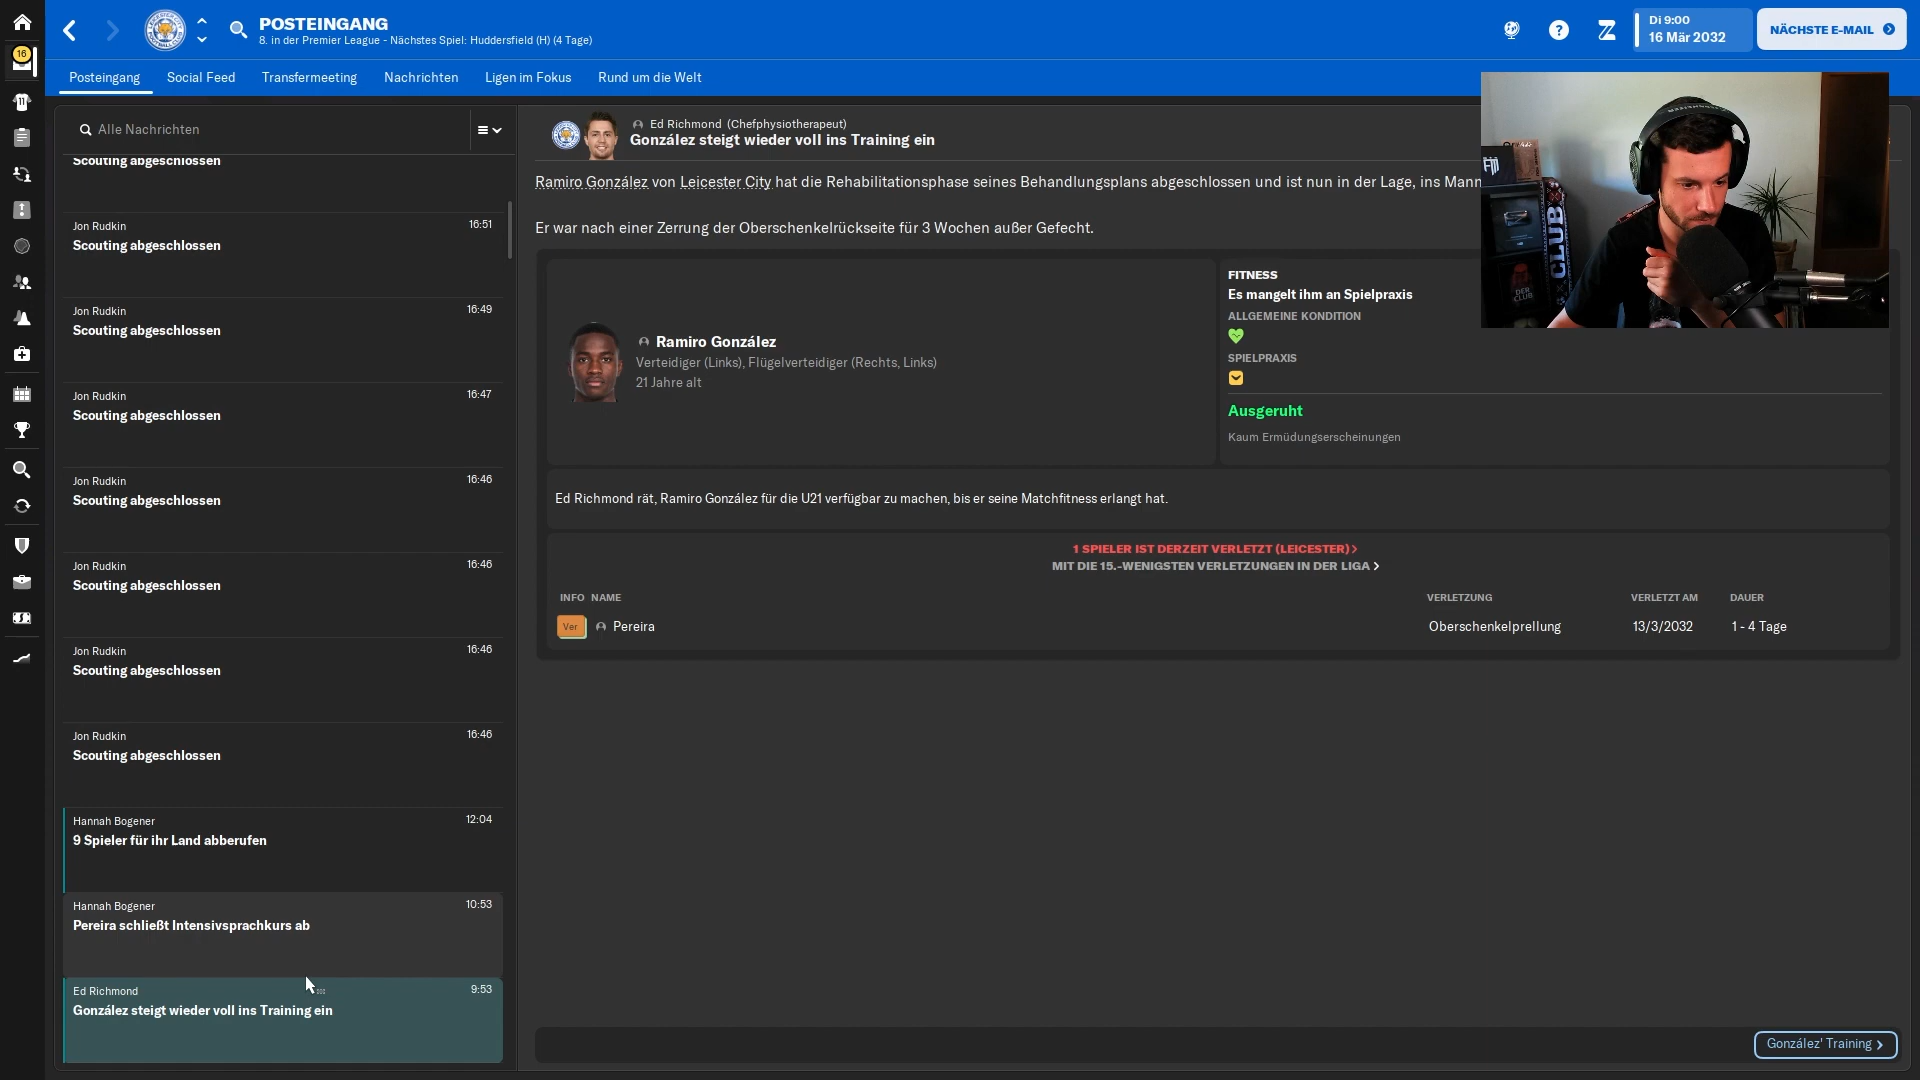 POSTEINGANG
8. in der Premier League - Nächstes Spiel: Huddersfield (H) (4 Tage)
Di 9:00
16 Mär 2032
NÄCHSTE E-MAIL
16
Posteingang
Social Feed
Transfermeeting
Nachrichten
Ligen im Fokus
Rund um die Welt
Alle Nachrichten
Scouting abgeschlossen
Jon Rudkin
16:51
Scouting abgeschlossen
Jon Rudkin
16:49
Scouting abgeschlossen
Jon Rudkin
16:47
Scouting abgeschlossen
Jon Rudkin
16:46
Scouting abgeschlossen
Jon Rudkin
16:46
Scouting abgeschlossen
Jon Rudkin
16:46
Scouting abgeschlossen
Jon Rudkin
16:46
Scouting abgeschlossen
Hannah Bogener
12:04
9 Spieler für ihr Land abberufen
Hannah Bogener
10:53
Pereira schließt Intensivsprachkurs ab
Ed Richmond
9:53
González steigt wieder voll ins Training ein
Ed Richmond (Chefphysiotherapeut)
González steigt wieder voll ins Training ein
Ramiro González von Leicester City hat die Rehabilitationsphase seines Behandlungsplans abgeschlossen und ist nun in der Lage, ins Mann
Er war nach einer Zerrung der Oberschenkelrückseite für 3 Wochen außer Gefecht.
Ramiro González
Verteidiger (Links), Flügelverteidiger (Rechts, Links)
21 Jahre alt
FITNESS
Es mangelt ihm an Spielpraxis
ALLGEMEINE KONDITION
SPIELPRAXIS
Ausgeruht
Kaum Ermüdungserscheinungen
Ed Richmond rät, Ramiro González für die U21 verfügbar zu machen, bis er seine Matchfitness erlangt hat.
1 SPIELER IST DERZEIT VERLETZT (LEICESTER)
MIT DIE 15.-WENIGSTEN VERLETZUNGEN IN DER LIGA
INFO NAME VERLETZUNG VERLETZT AM DAUER
Ver Pereira Oberschenkelprellung 13/3/2032 1 - 4 Tage
González' Training
CLUB
DER
CLUB